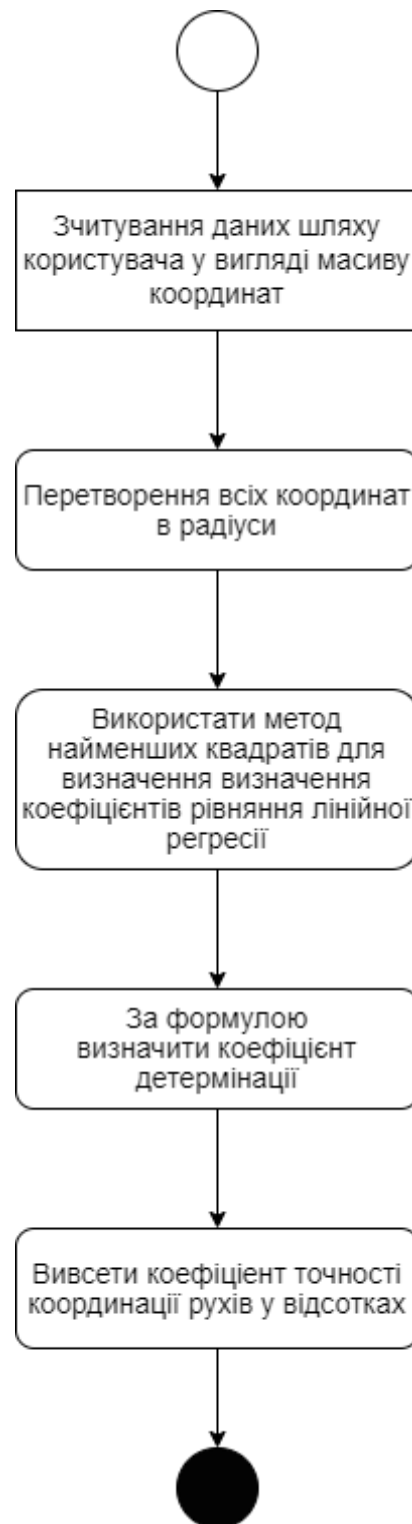 Зчитування даних шляху
користувача у вигляді масиву
координат
Перетворення всіх координат
в радіуси
Використати метод
найменших квадратів для
визначення визначення
коефіцієнтів рівняння лінійної
регресії
За формулою
визначити коефіцієнт
детермінації
Вивсети коефіціент точності
координації рухів у відсотках